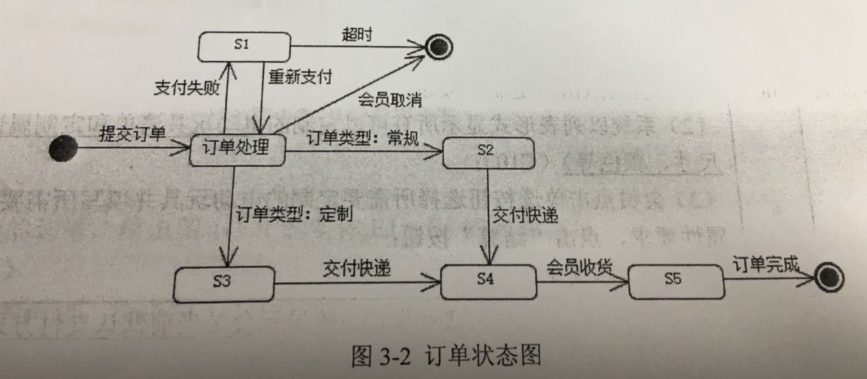 S1
超时
支付失败
重新支付
会员取消
提交订单
订单处理
订单类型：常规
S2
订单类型：定制
交付快递
S3
交付快递
S4
会员收货
S5
订单完成
图 3-2 订单状态图